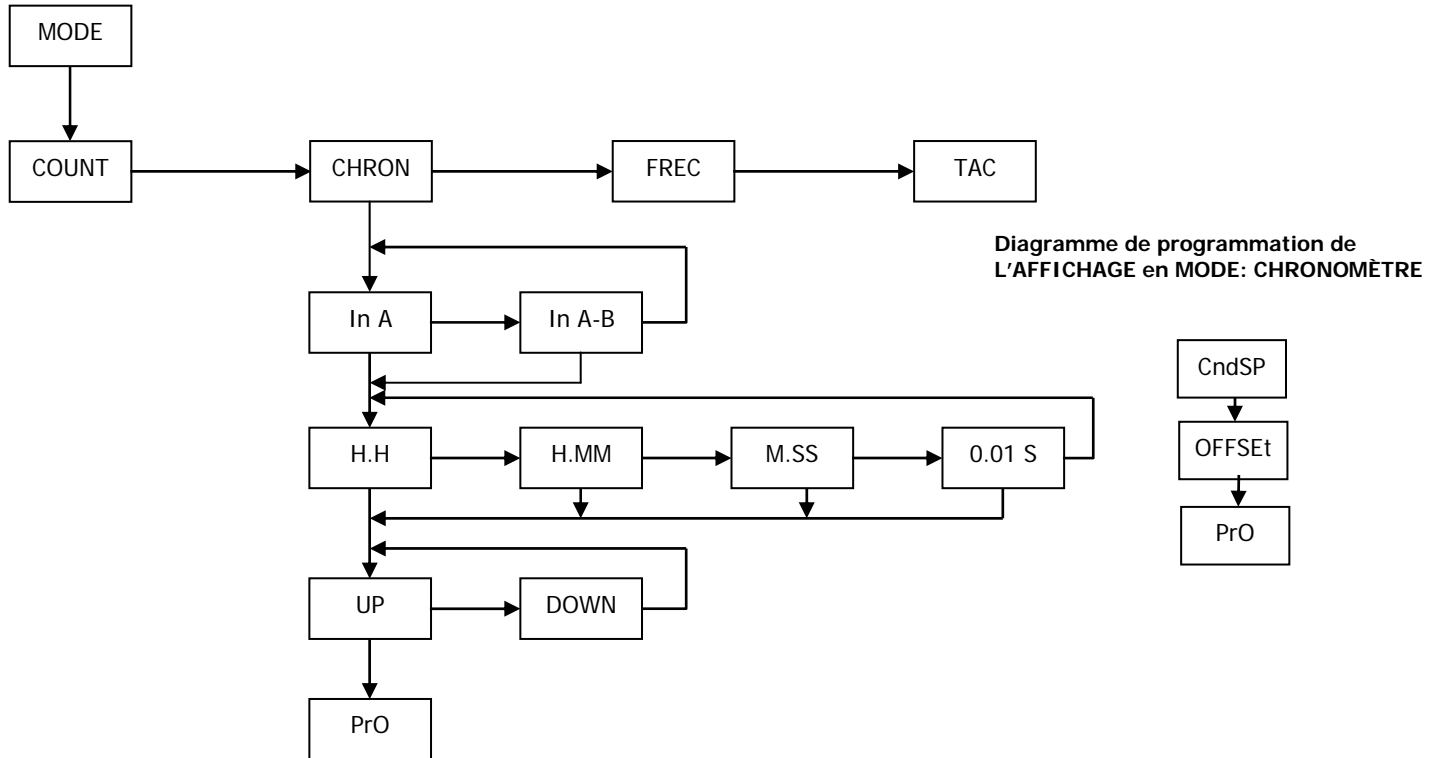 MODE
COUNT
CHRON
FREC
TAC
Diagramme de programmation de
L’AFFICHAGE en MODE: CHRONOMÈTRE
In A
In A-B
CndSP
OFFSEt
PrO
H.H
H.MM
M.SS
0.01 S
UP
DOWN
PrO